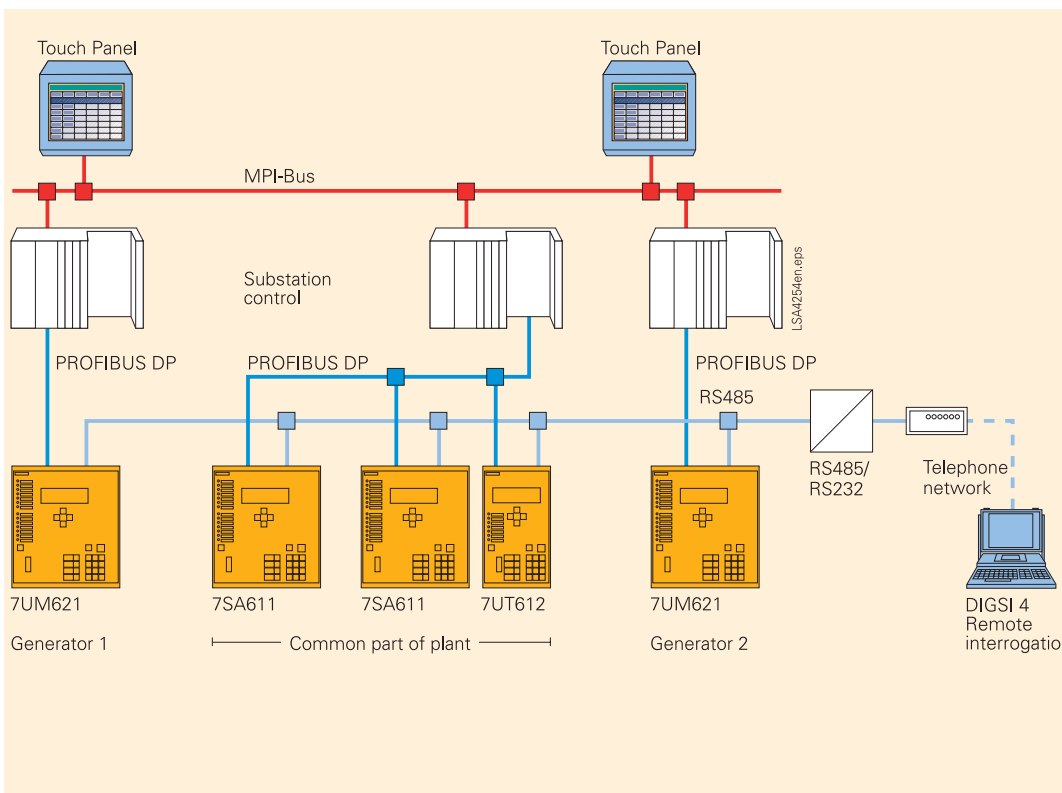 Touch Panel
Touch Panel
MPI-Bus
Substation
control
LSA4254en.eps
PROFIBUS DP
PROFIBUS DP
PROFIBUS DP
RS485
RS485/
RS232
Telephone
network
7UM621
7SA611
7SA611
7UT612
7UM621
DIGSI 4
Remote
interrogatio
Generator 1
Common part of plant
Generator 2